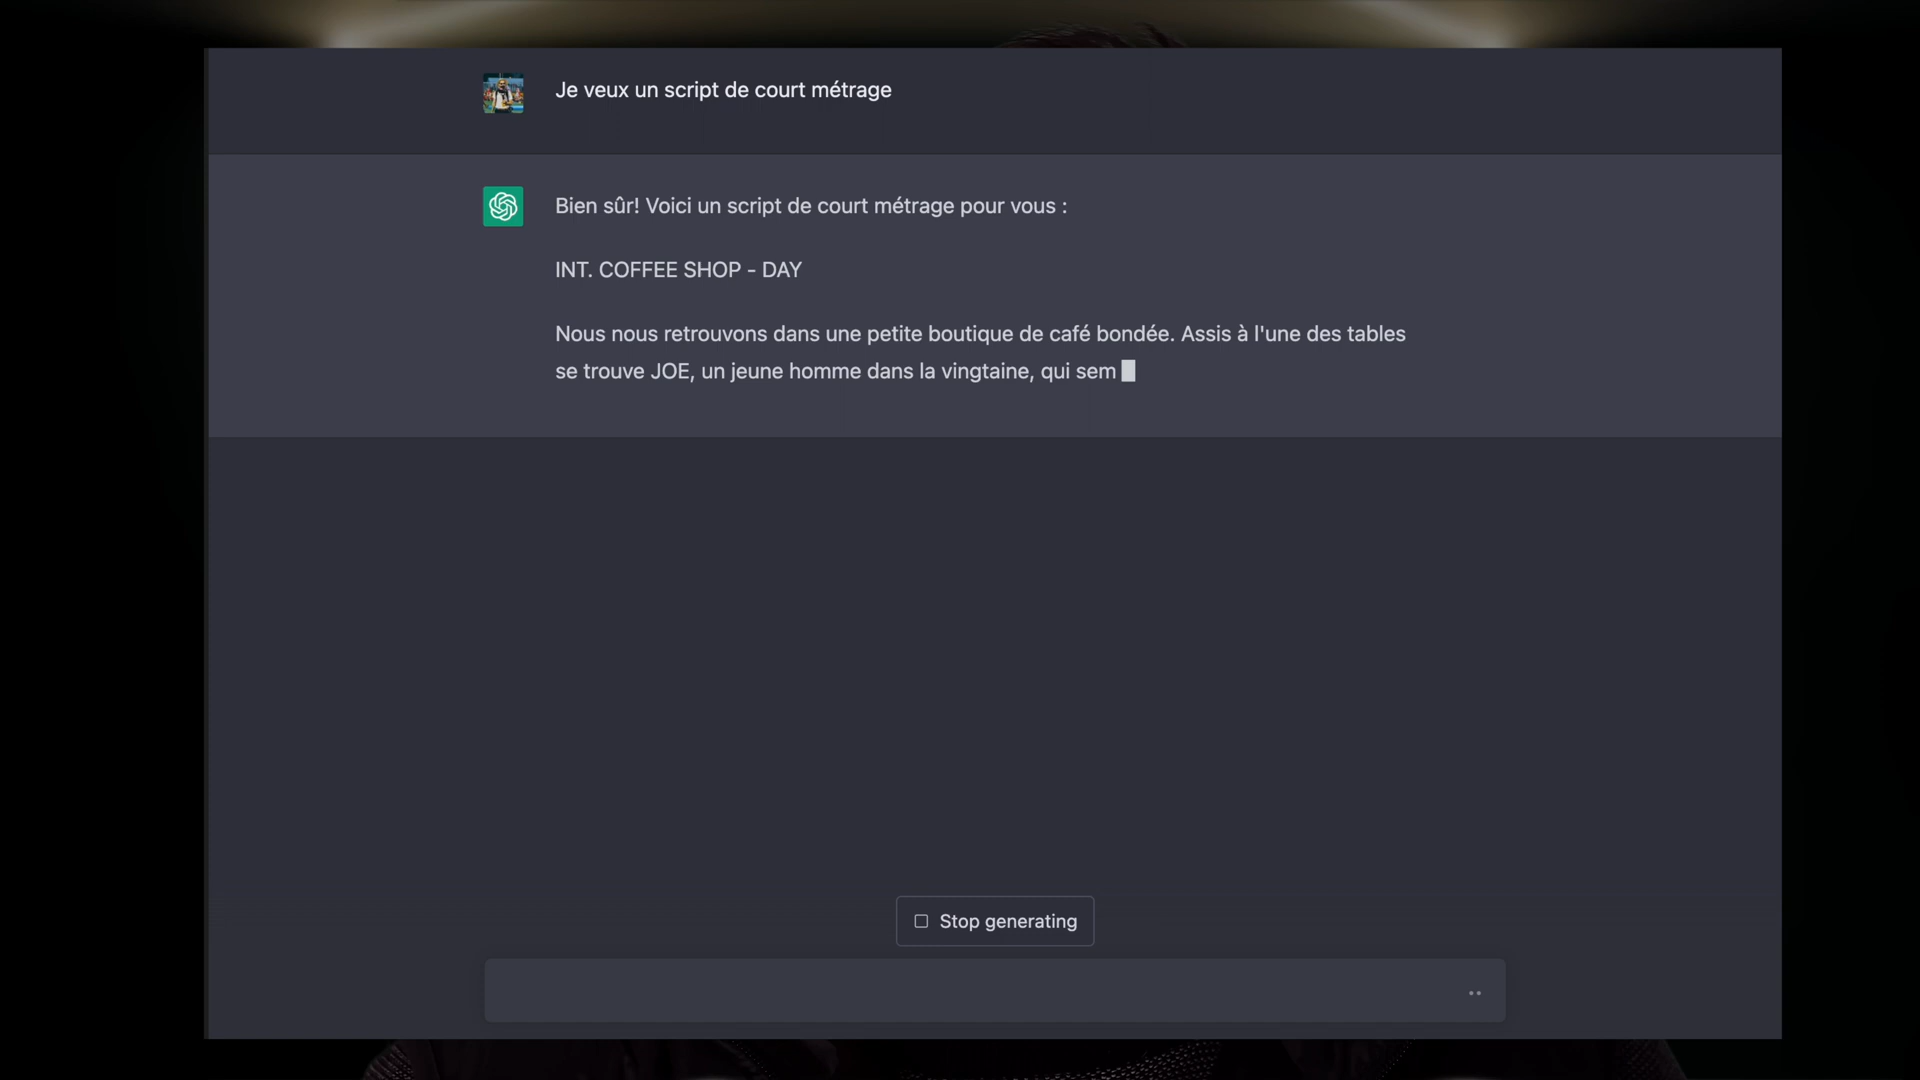 Je veux un script de court métrage
Bien sûr! Voici un script de court métrage pour vous :
INT. COFFEE SHOP - DAY
Nous nous retrouvons dans une petite boutique de café bondée. Assis à l'une des tables
se trouve JOE, un jeune homme dans la vingtaine, qui sem
Stop generating